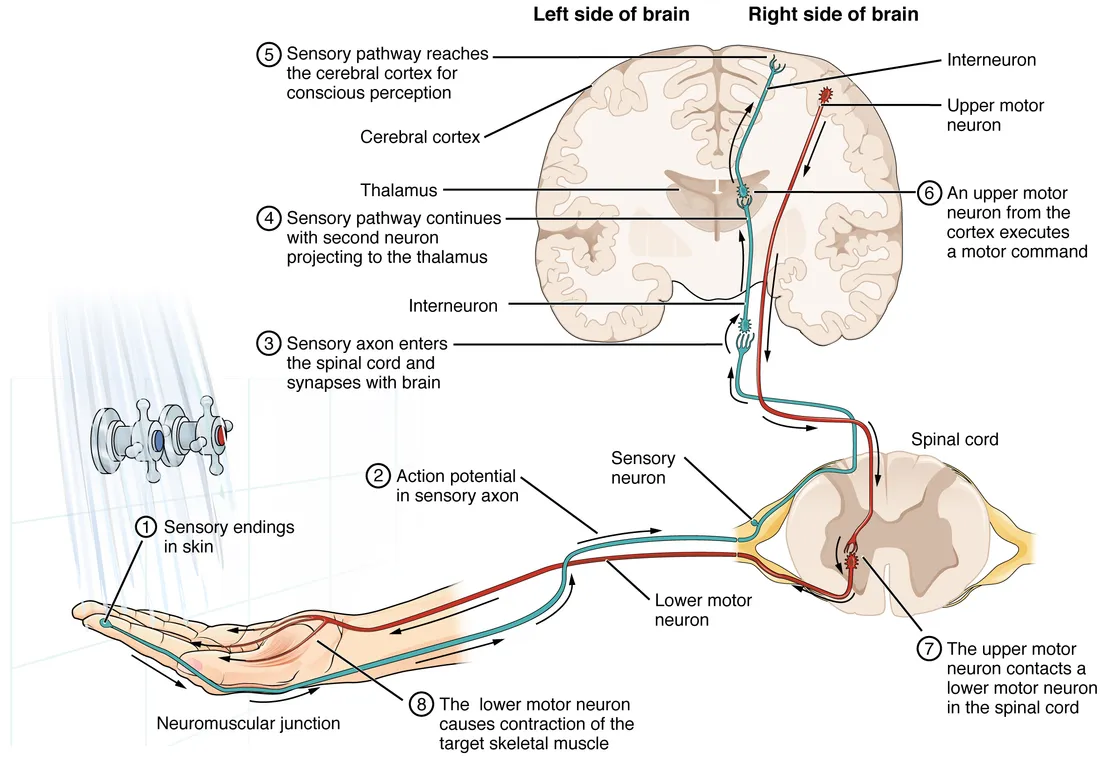 Left side of brain
Right side of brain
5 Sensory pathway reaches
the cerebral cortex for
conscious perception
Interneuron
Upper motor
neuron
Cerebral cortex
Thalamus
4 Sensory pathway continues
with second neuron
projecting to the thalamus
6 An upper motor
neuron from the
cortex executes
a motor command
Interneuron
3 Sensory axon enters
the spinal cord and
synapses with brain
Spinal cord
Sensory
neuron
2 Action potential
in sensory axon
1 Sensory endings
in skin
Lower motor
neuron
7 The upper motor
neuron contacts a
lower motor neuron
in the spinal cord
Neuromuscular junction
8 The lower motor neuron
causes contraction of the
target skeletal muscle